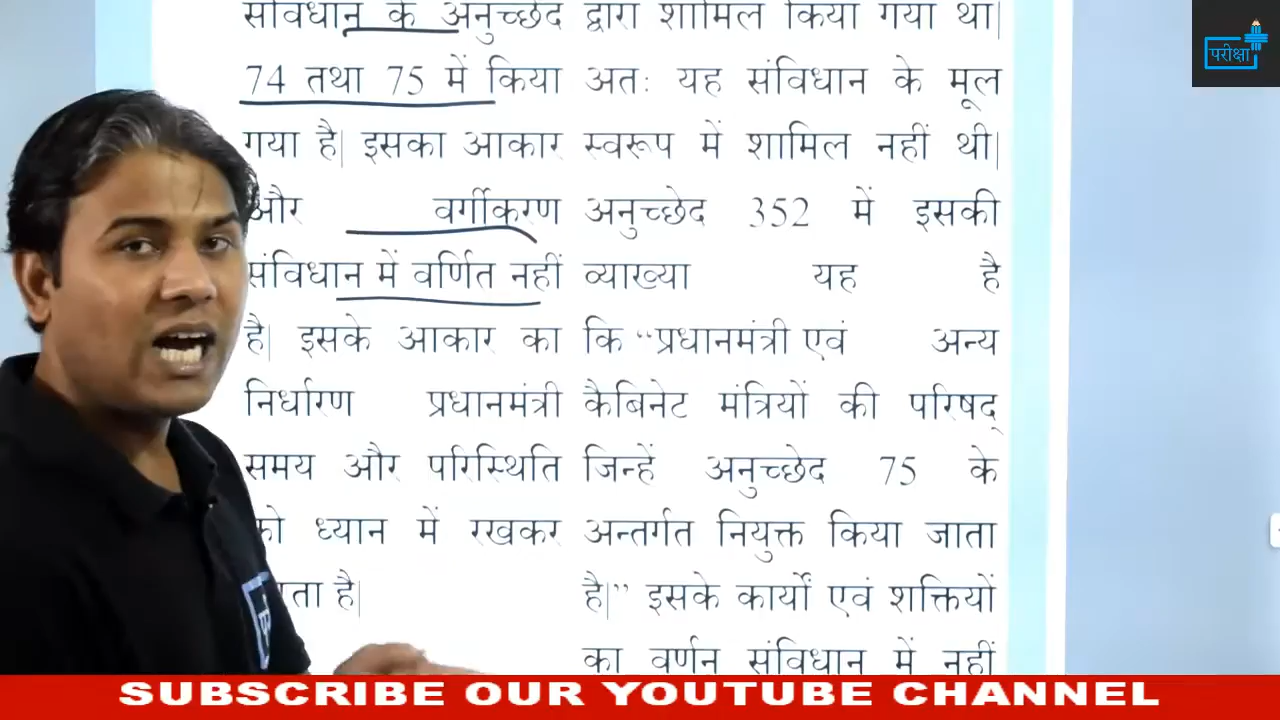 परीक्षा
संविधान के अनुच्छेद
74 तथा 75 में किया
गया है| इसका आकार
और वर्गीकरण
संविधान में वर्णित नहीं
है| इसके आकार का
निर्धारण प्रधानमंत्री
समय और परिस्थिति
को ध्यान में रखकर
है|
द्वारा शामिल किया गया था|
अतः यह संविधान के मूल
स्वरूप में शामिल नहीं थी|
अनुच्छेद 352 में इसकी
व्याख्या यह है
कि “प्रधानमंत्री एवं अन्य
कैबिनेट मंत्रियों की परिषद्
जिन्हें अनुच्छेद 75 के
अन्तर्गत नियुक्त किया जाता
है|” इसके कार्यों एवं शक्तियों
का वर्णन संविधान में नहीं
SUBSCRIBE OUR YOUTUBE CHANNEL